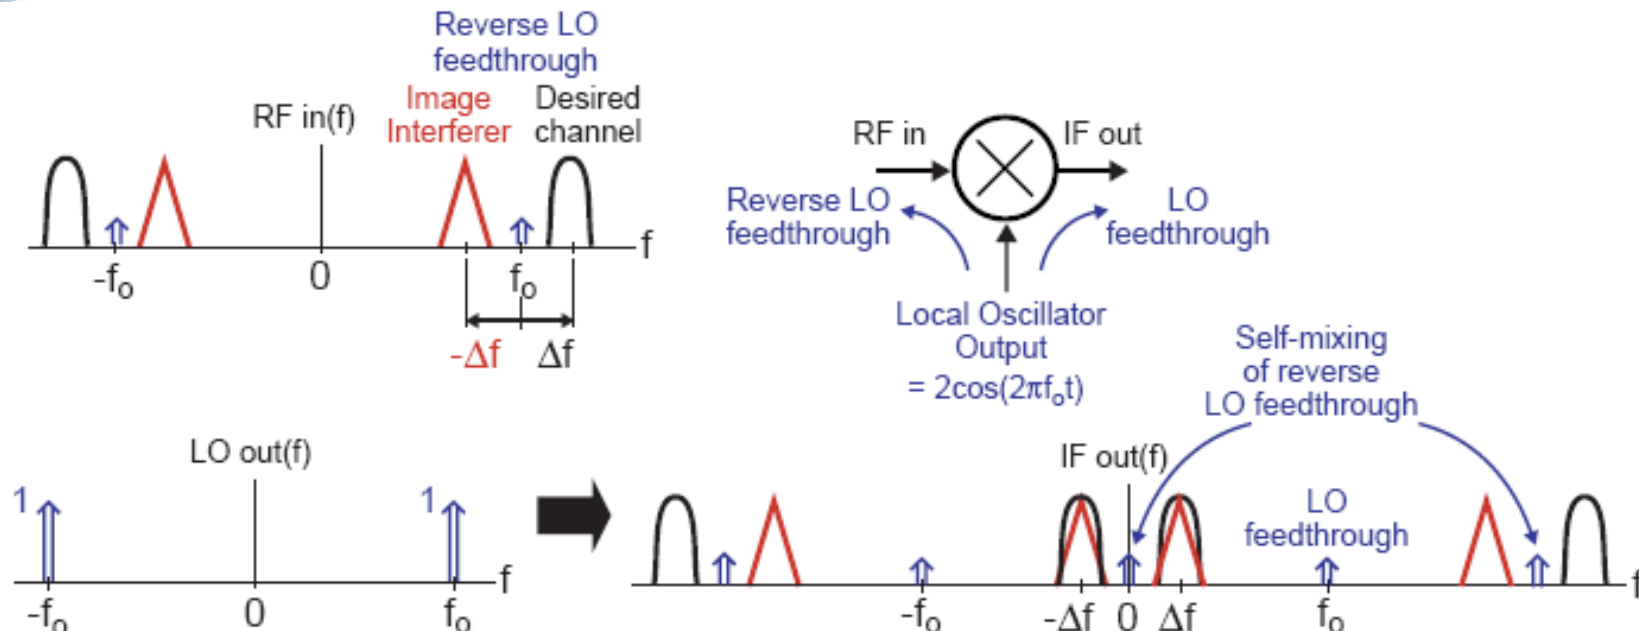 Reverse LO
feedthrough
Image
Interferer
Desired
channel
RF in(f)
f
-fₒ
0
fₒ
-Δf
Δf
RF in
IF out
Reverse LO
feedthrough
LO
feedthrough
Local Oscillator
Output
= 2cos(2πfₒt)
Self-mixing
of reverse
LO feedthrough
LO out(f)
1
1
f
-fₒ
0
fₒ
IF out(f)
LO
feedthrough
f
-fₒ
-Δf
0
Δf
fₒ